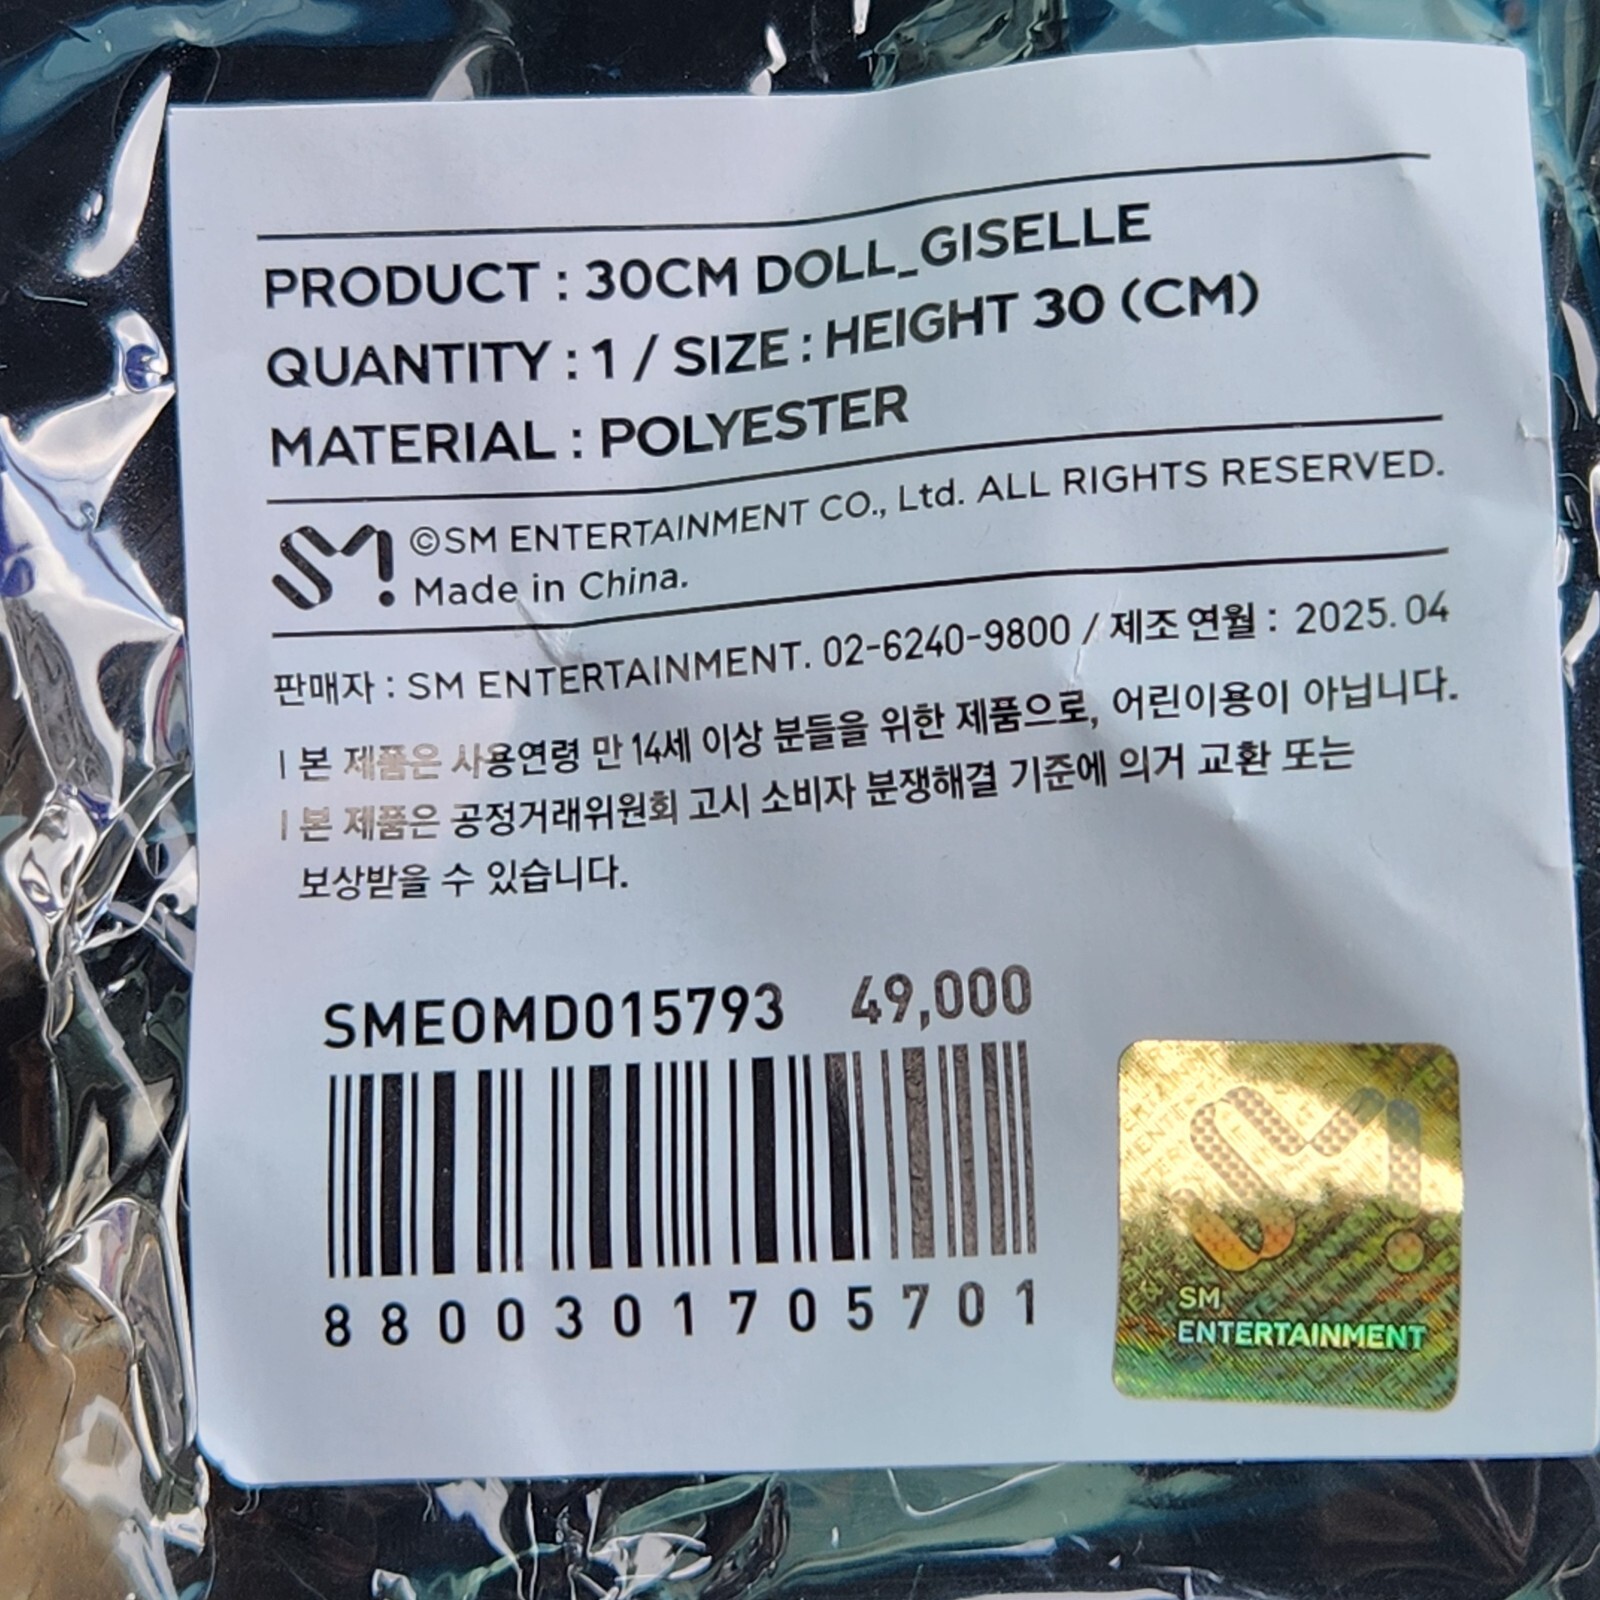 PRODUCT : 30CM DOLL_GISELLE
QUANTITY : 1 / SIZE : HEIGHT 30 (CM)
MATERIAL : POLYESTER
SM! ©SM ENTERTAINMENT CO., Ltd. ALL RIGHTS RESERVED.
Made in China.
판매자 : SM ENTERTAINMENT. 02-6240-9800 / 제조연월 : 2025.04
| 본 제품은 사용연령 만 14세 이상 분들을 위한 제품으로, 어린이용이 아닙니다.
| 본 제품은 공정거래위원회 고시 소비자 분쟁해결 기준에 의거 교환 또는
보상받을 수 있습니다.
SMEOMD015793 49,000
8800301705701
SM
ENTERTAINMENT